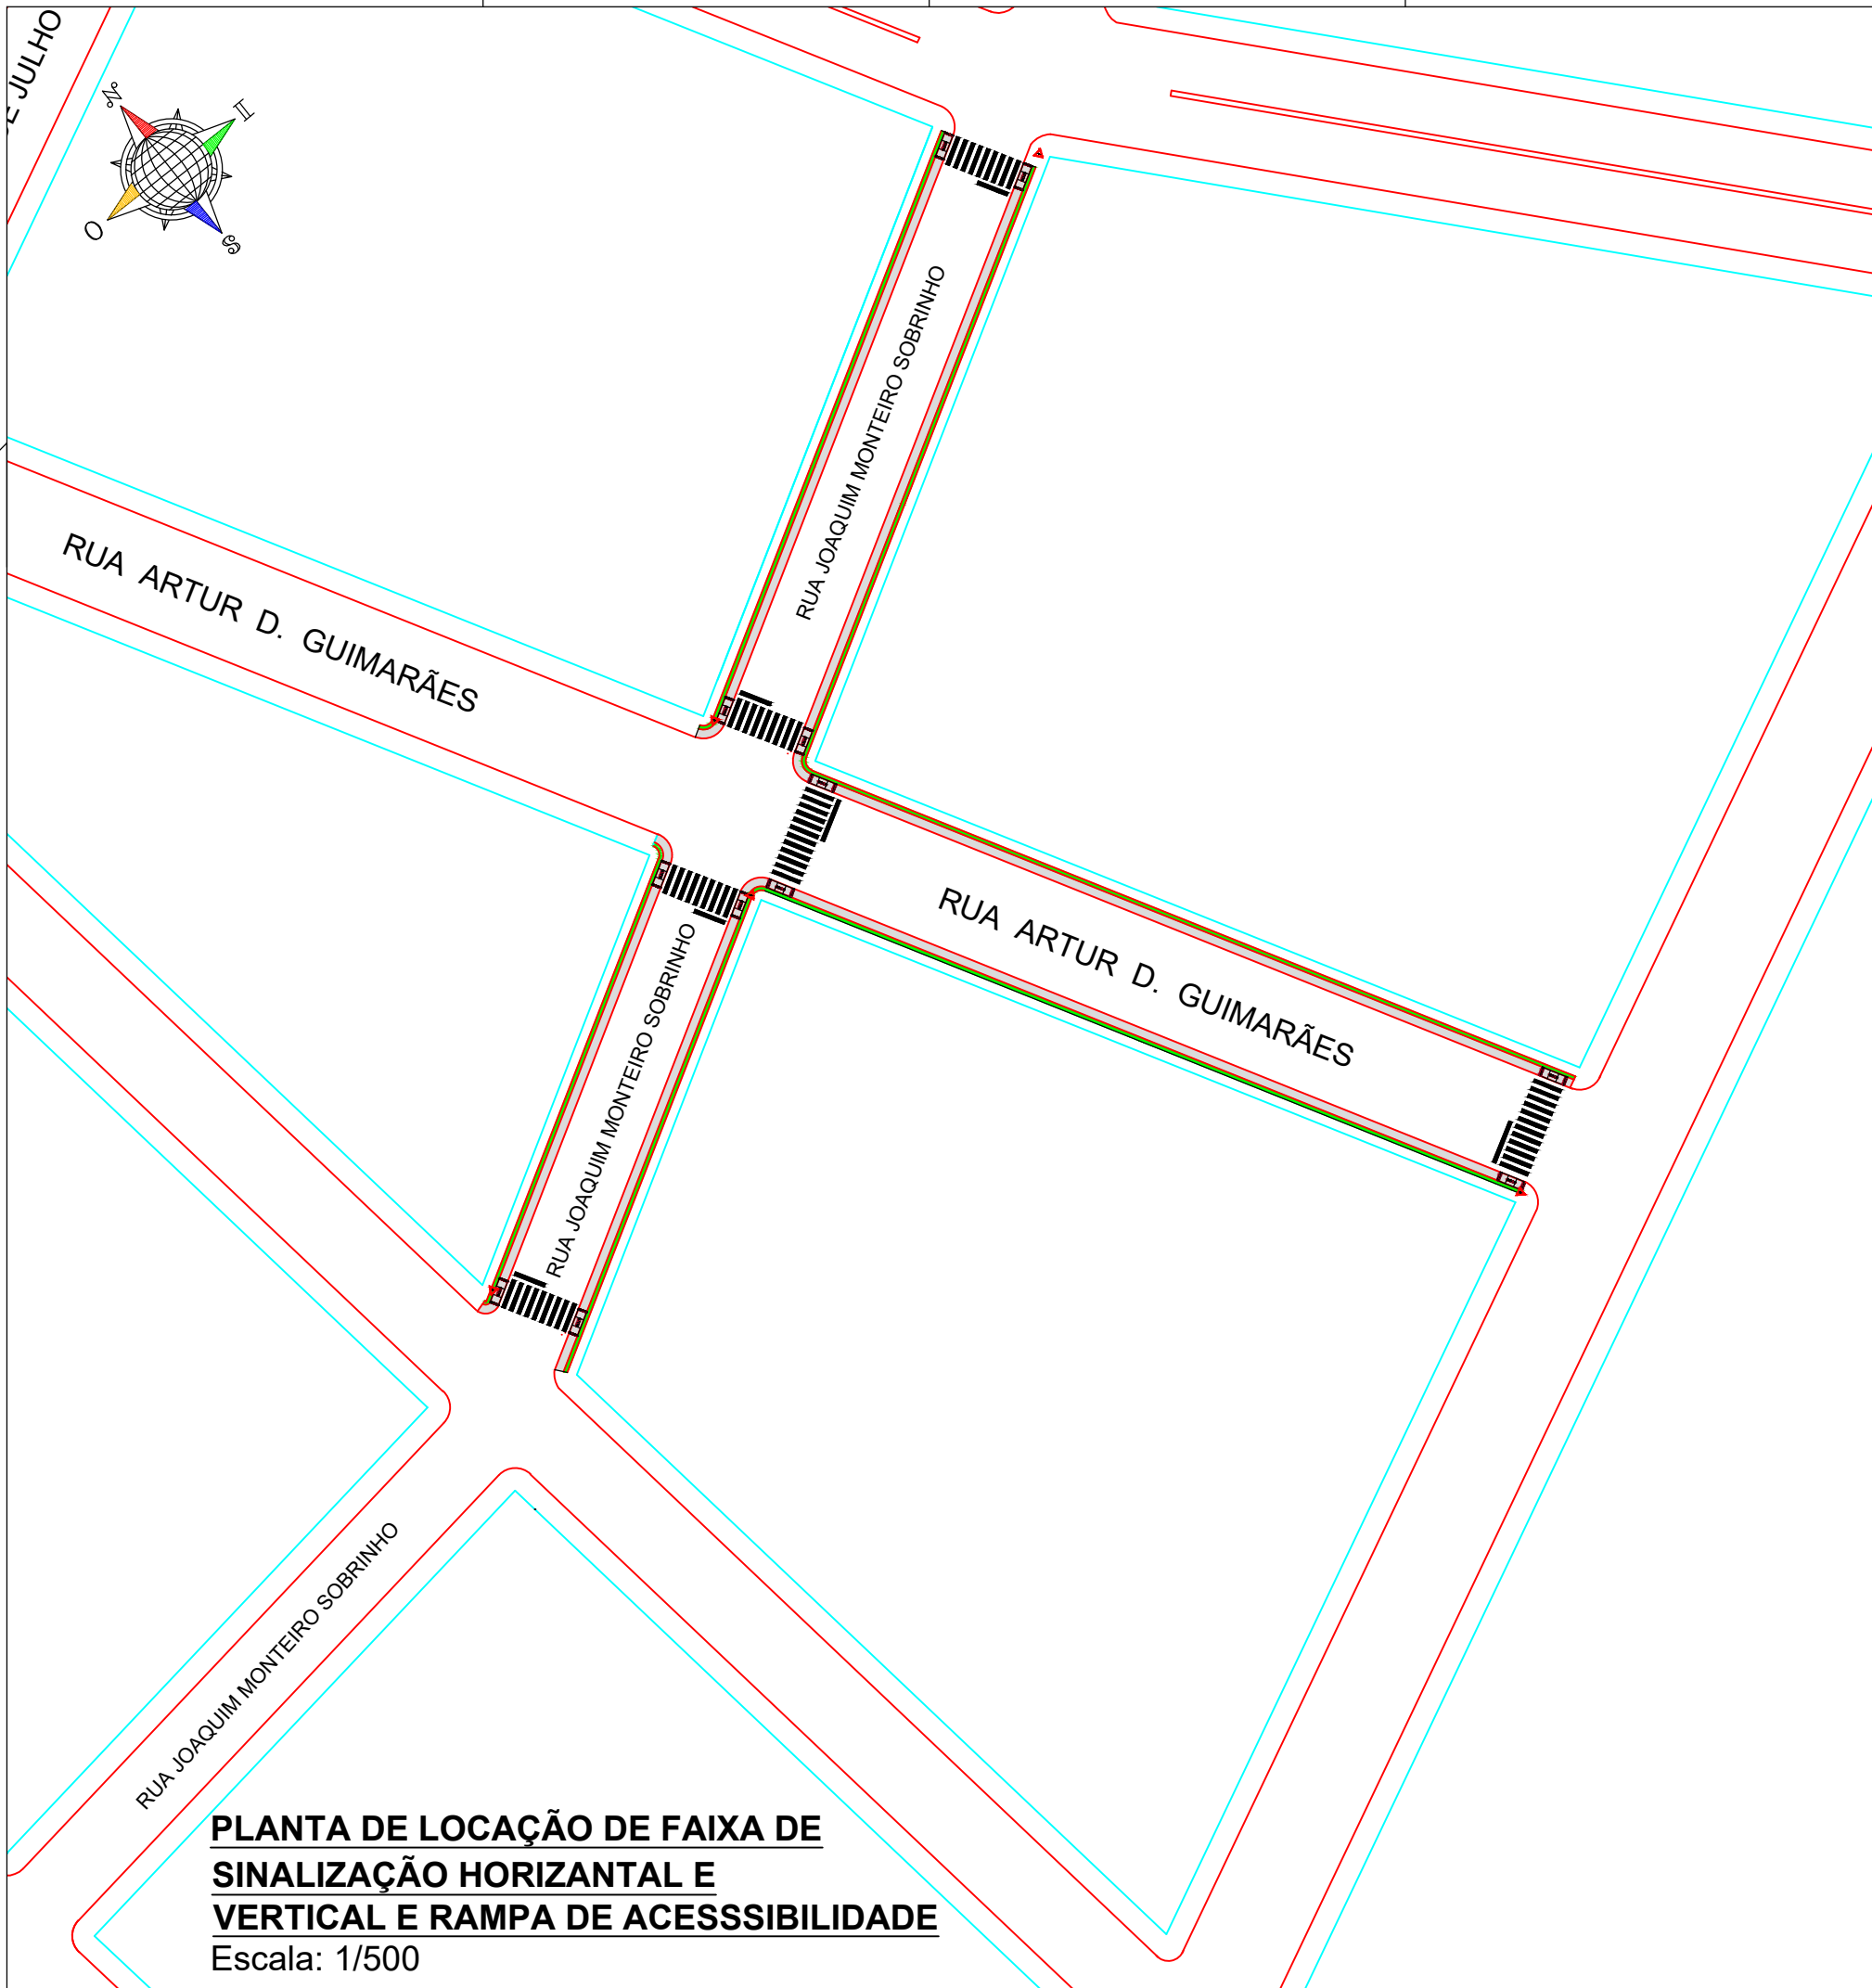 E JULHO
N
S
O
RUA JOAQUIM MONTEIRO SOBRINHO
RUA ARTUR D. GUIMARÃES
RUA ARTUR D. GUIMARÃES
RUA JOAQUIM MONTEIRO SOBRINHO
RUA JOAQUIM MONTEIRO SOBRINHO
PLANTA DE LOCAÇÃO DE FAIXA DE
SINALIZAÇÃO HORIZANTAL E
VERTICAL E RAMPA DE ACESSSIBILIDADE
Escala: 1/500